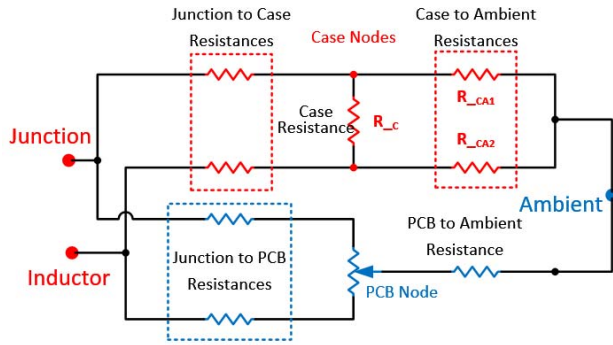 Junction to Case
Resistances
Case Nodes
Case to Ambient
Resistances
R_CA1
Case
Resistance
R_C
R_CA2
Junction
Ambient
PCB to Ambient
Resistance
Inductor
Junction to PCB
Resistances
PCB Node